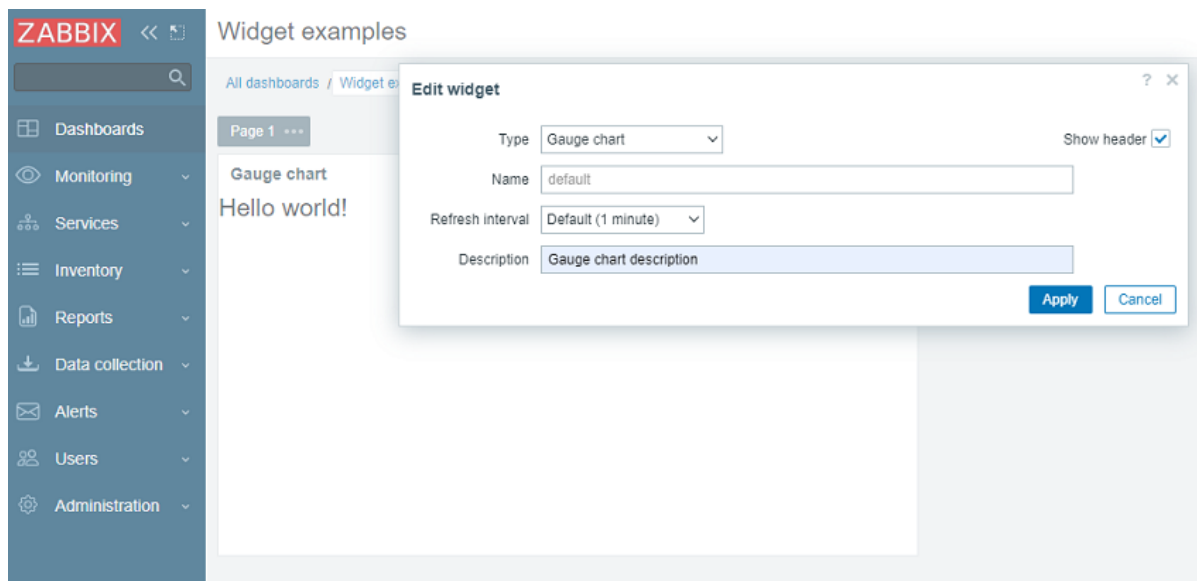 ZABBIX
Widget examples
All dashboards / Widget ex
Edit widget
Dashboards
Monitoring
Services
Inventory
Reports
Data collection
Alerts
Users
Administration
Page 1
Gauge chart
Hello world!
Type Gauge chart Show header
Name default
Refresh interval Default (1 minute)
Description Gauge chart description
Apply Cancel